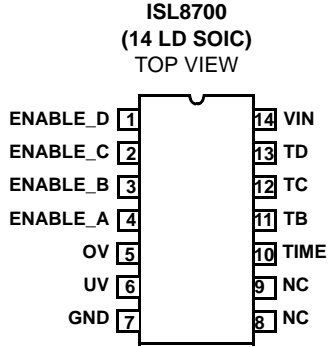 ISL8700
(14 LD SOIC)
TOP VIEW
ENABLE_D 1 14 VIN
ENABLE_C 2 13 TD
ENABLE_B 3 12 TC
ENABLE_A 4 11 TB
OV 5 10 TIME
UV 6 9 NC
GND 7 8 NC